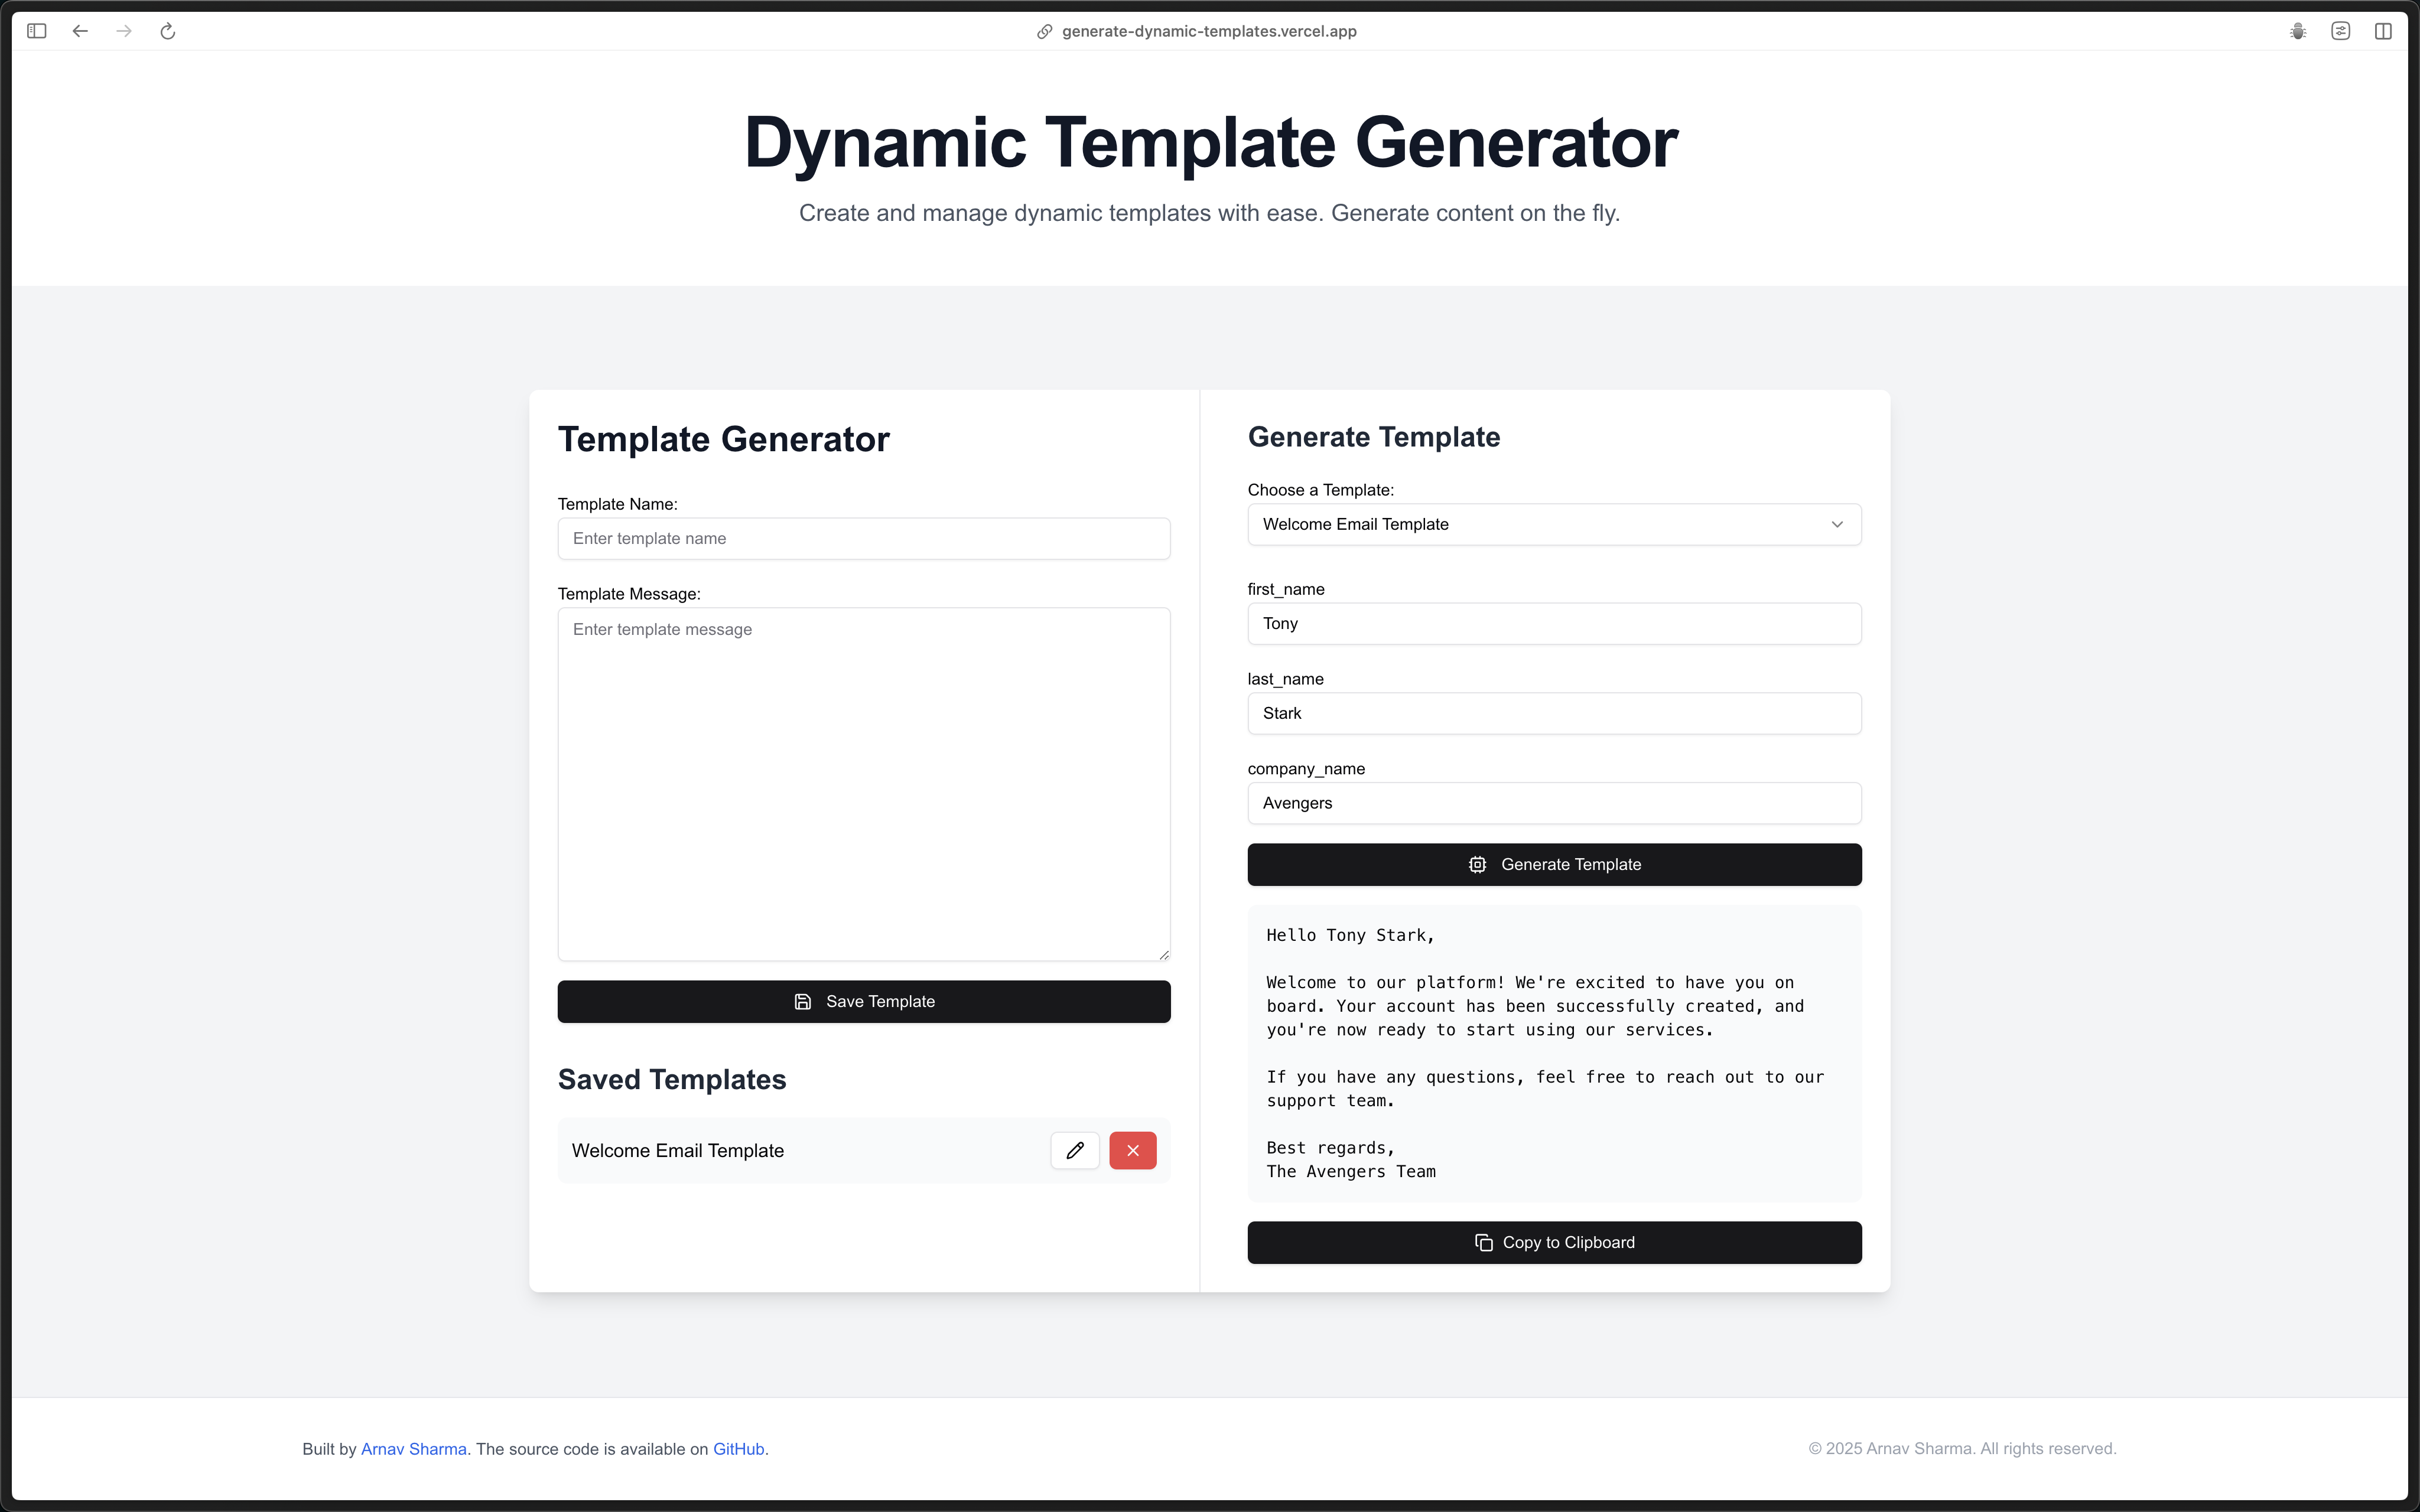 generate-dynamic-templates.vercel.app
Dynamic Template Generator
Create and manage dynamic templates with ease. Generate content on the fly.
Template Generator
Template Name:
Enter template name
Template Message:
Enter template message
Save Template
Saved Templates
Welcome Email Template
Generate Template
Choose a Template:
Welcome Email Template
first_name
Tony
last_name
Stark
company_name
Avengers
Generate Template
Hello Tony Stark,
Welcome to our platform! We're excited to have you on
board. Your account has been successfully created, and
you're now ready to start using our services.
If you have any questions, feel free to reach out to our
support team.
Best regards,
The Avengers Team
Copy to Clipboard
Built by Arnav Sharma. The source code is available on GitHub.
© 2025 Arnav Sharma. All rights reserved.